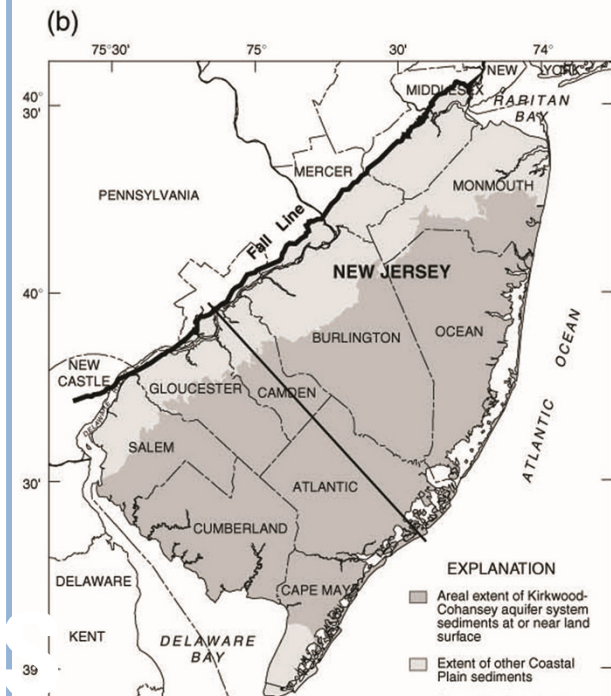 (b)
75°30'
75°
30'
74°
40°
30'
NEW
YORK
MIDDLESEX
RARITAN
BAY
MERCER
MONMOUTH
PENNSYLVANIA
Fall Line
NEW JERSEY
40°
BURLINGTON
OCEAN
NEW
CASTLE
GLOUCESTER
CAMDEN
ATLANTIC OCEAN
DELAWARE
SALEM
30'
ATLANTIC
CUMBERLAND
EXPLANATION
DELAWARE
CAPE MAY
Areal extent of Kirkwood-
Cohansey aquifer system
sediments at or near land
surface
KENT
DELAWARE
BAY
Extent of other Coastal
Plain sediments
39